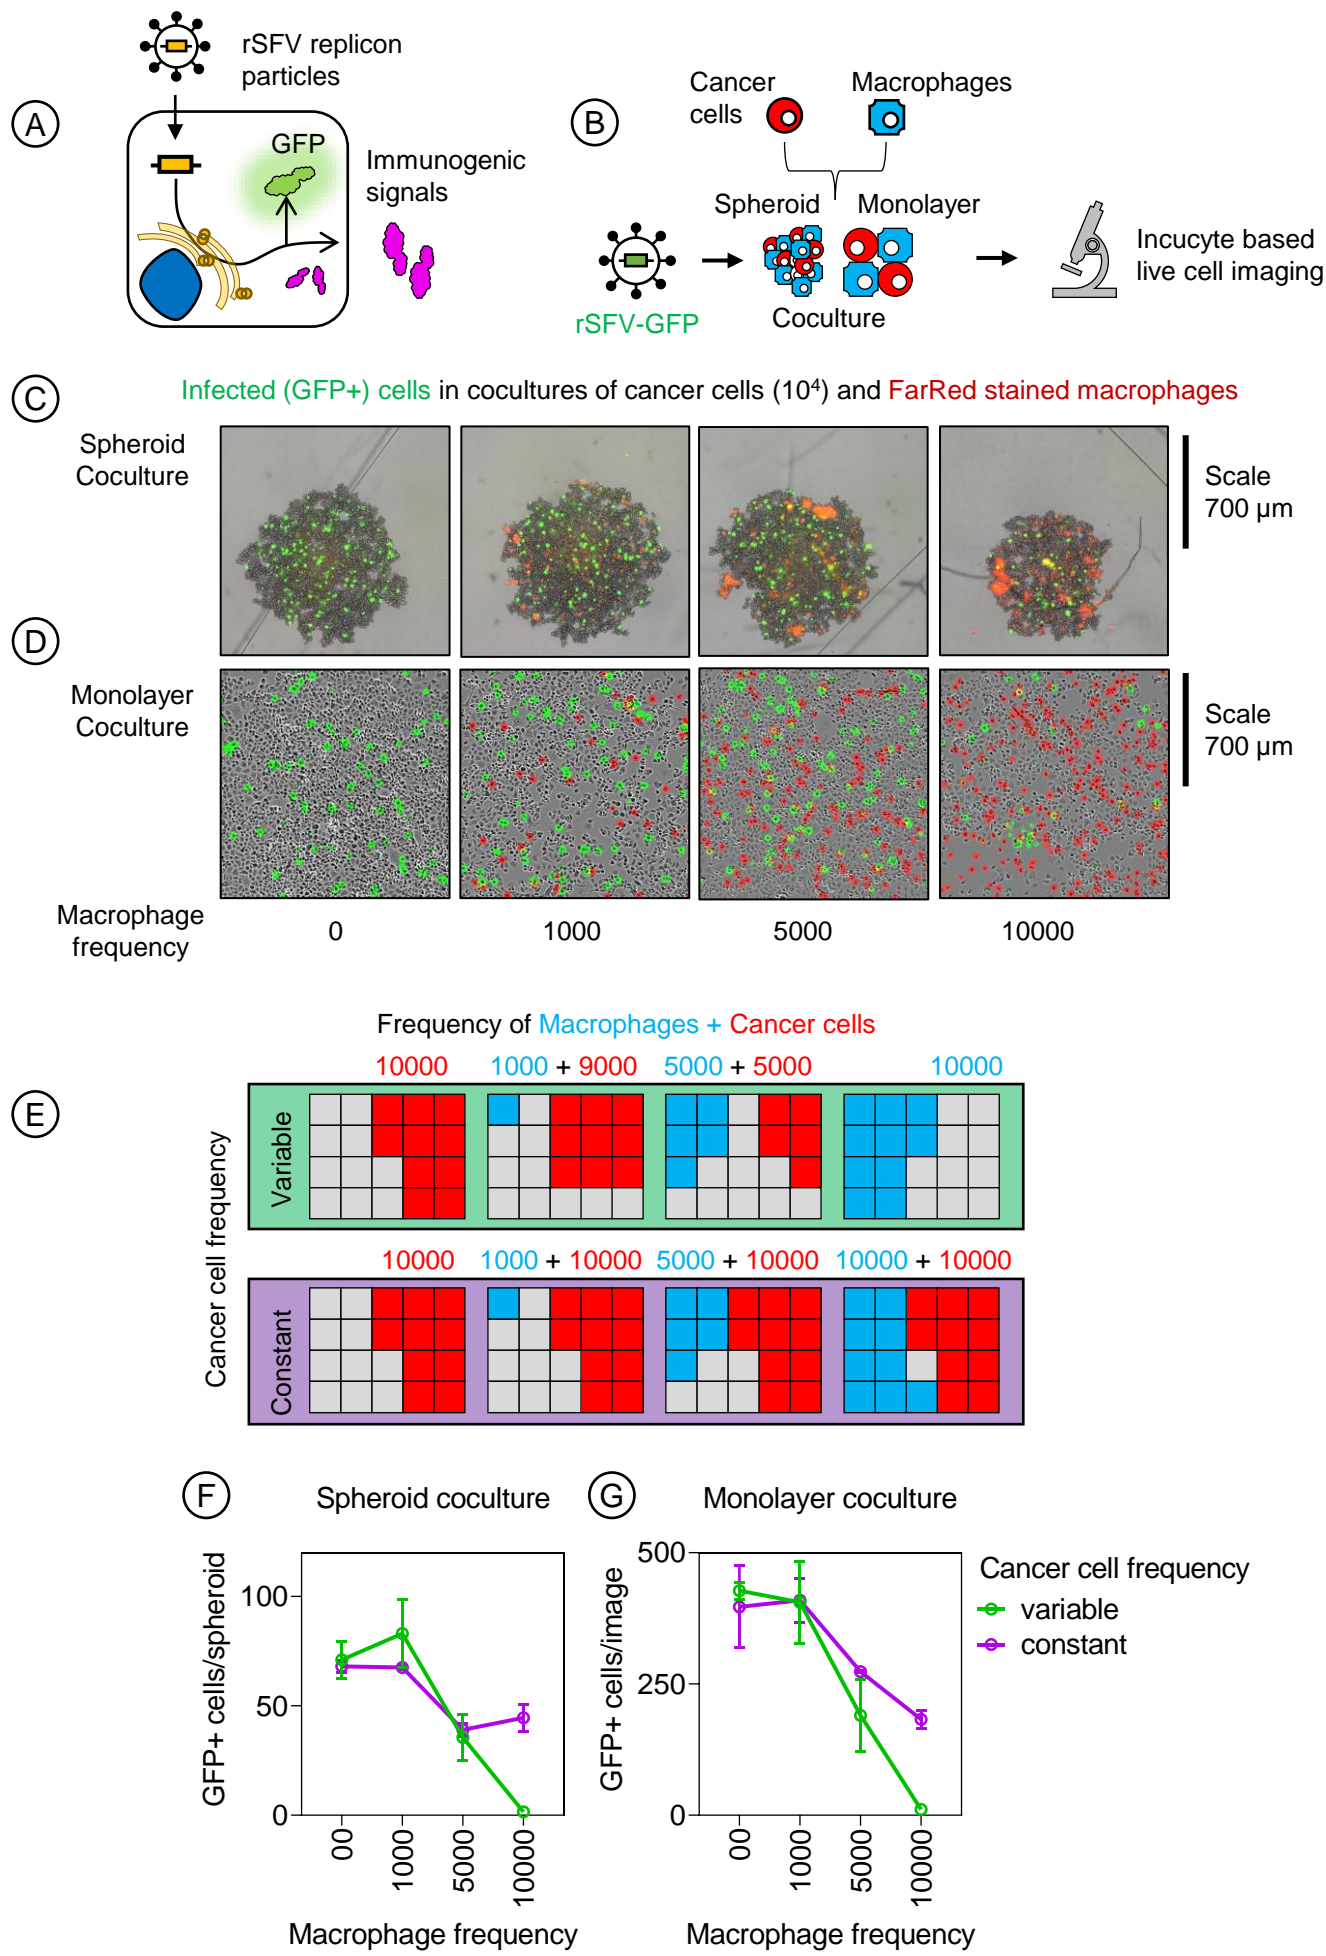 rSFV replicon
particles
A
GFP
Immunogenic
signals
B
Cancer
cells
Macrophages
Spheroid
Monolayer
rSFV-GFP
Coculture
Incucyte based
live cell imaging
C
Infected (GFP+) cells in cocultures of cancer cells (10⁴) and FarRed stained macrophages
Spheroid
Coculture
Scale
700 µm
D
Monolayer
Coculture
Scale
700 µm
Macrophage
frequency
0
1000
5000
10000
Frequency of Macrophages + Cancer cells
E
Cancer cell frequency
10000
1000 + 9000
5000 + 5000
10000
Variable
10000
1000 + 10000
5000 + 10000
10000 + 10000
Constant
F
Spheroid coculture
GFP+ cells/spheroid
100
50
0
00
1000
5000
10000
Macrophage frequency
G
Monolayer coculture
GFP+ cells/image
500
250
0
00
1000
5000
10000
Macrophage frequency
Cancer cell frequency
variable
constant